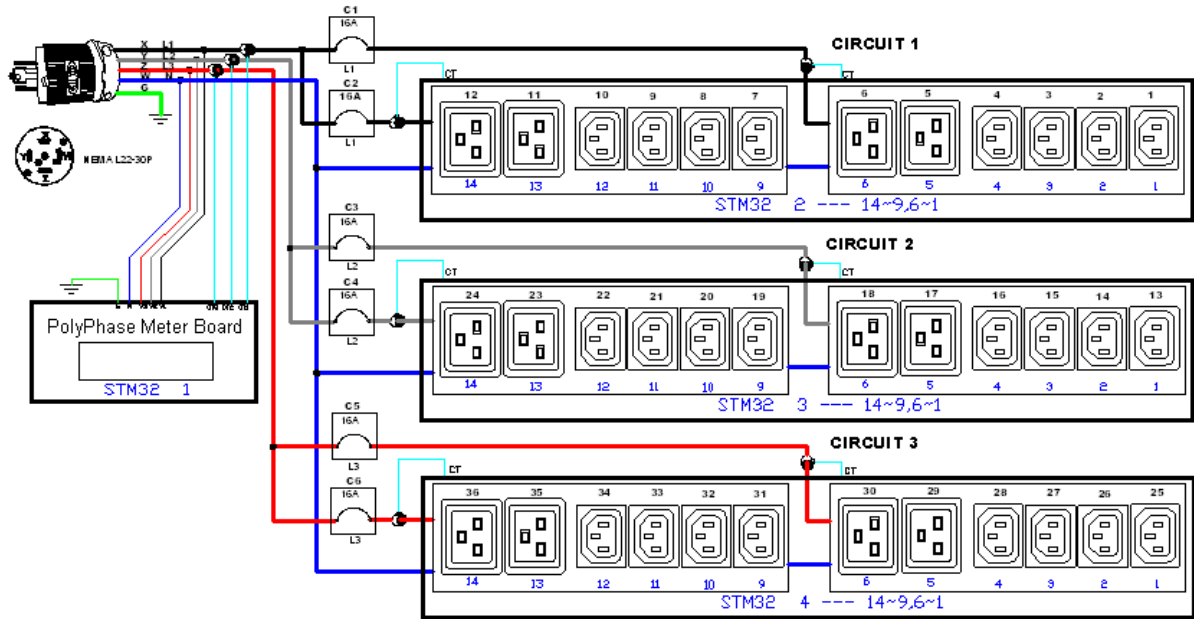 C1
16A
L1
X L1
Y L2
Z L3
W N
G
CIRCUIT 1
C2
16A
L1
CT
CT
12 11 10 9 8 7 6 5 4 3 2 1
14 13 12 11 10 9 6 5 4 3 2 1
STM32 2 --- 14~9,6~1
NEMA L22-30P
C3
16A
L2
CIRCUIT 2
C4
16A
L2
CT
CT
24 23 22 21 20 19 18 17 16 15 14 13
14 13 12 11 10 9 6 5 4 3 2 1
STM32 3 --- 14~9,6~1
PolyPhase Meter Board
STM32 1
C5
16A
L3
CIRCUIT 3
C6
16A
L3
CT
CT
36 35 34 33 32 31 30 29 28 27 26 25
14 13 12 11 10 9 6 5 4 3 2 1
STM32 4 --- 14~9,6~1